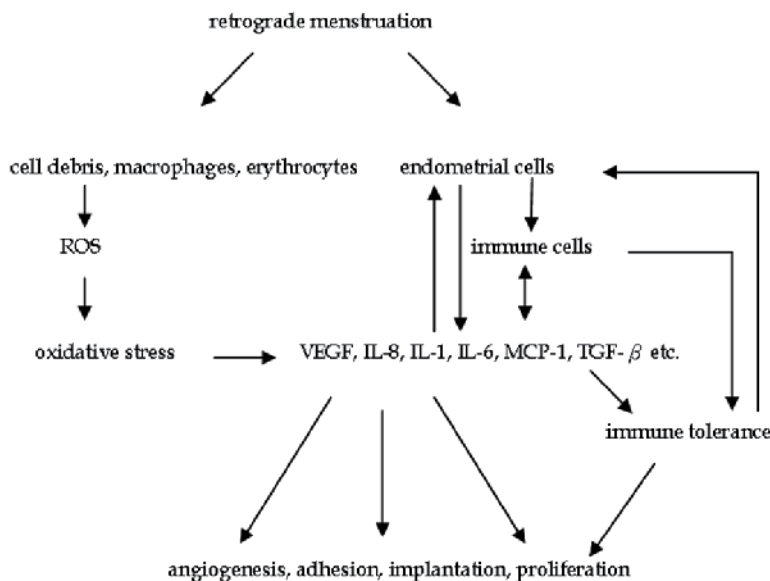 retrograde menstruation
cell debris, macrophages, erythrocytes
endometrial cells
ROS
immune cells
oxidative stress
VEGF, IL-8, IL-1, IL-6, MCP-1, TGF- β etc.
immune tolerance
angiogenesis, adhesion, implantation, proliferation